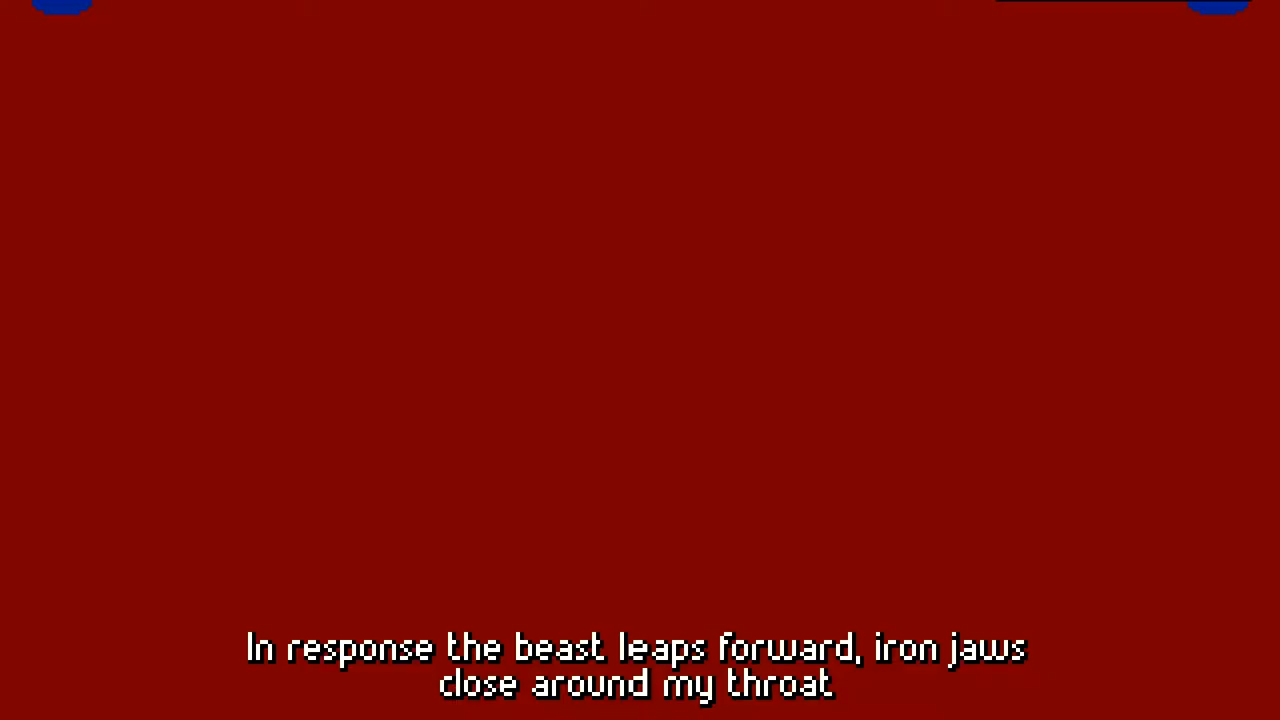 In response the beast leaps forward, iron jaws
close around my throat